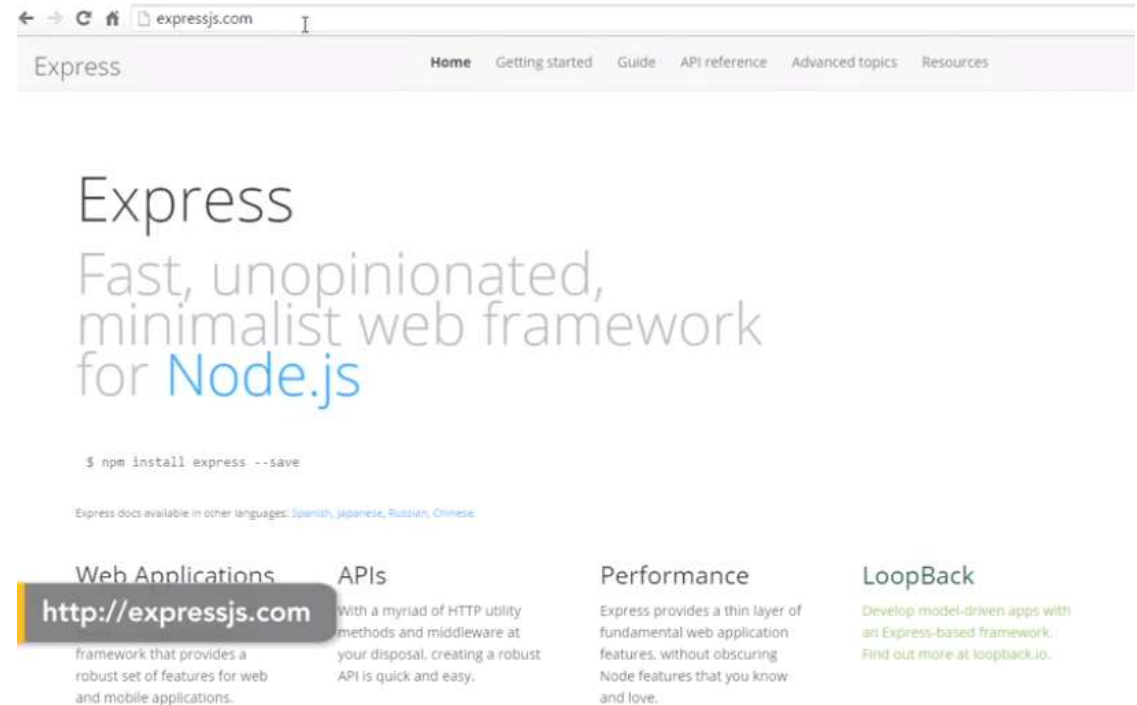 expressjs.com
Express
Home Getting started Guide API reference Advanced topics Resources
Express
Fast, unopinionated,
minimalist web framework
for Node.js
$ npm install express --save
Express docs available in other languages: Spanish, Japanese, Russian, Chinese.
Web Applications
http://expressjs.com
framework that provides a
robust set of features for web
and mobile applications.
APIs
With a myriad of HTTP utility
methods and middleware at
your disposal, creating a robust
API is quick and easy.
Performance
Express provides a thin layer of
fundamental web application
features, without obscuring
Node features that you know
and love.
LoopBack
Develop model-driven apps with
an Express-based framework.
Find out more at loopback.io.